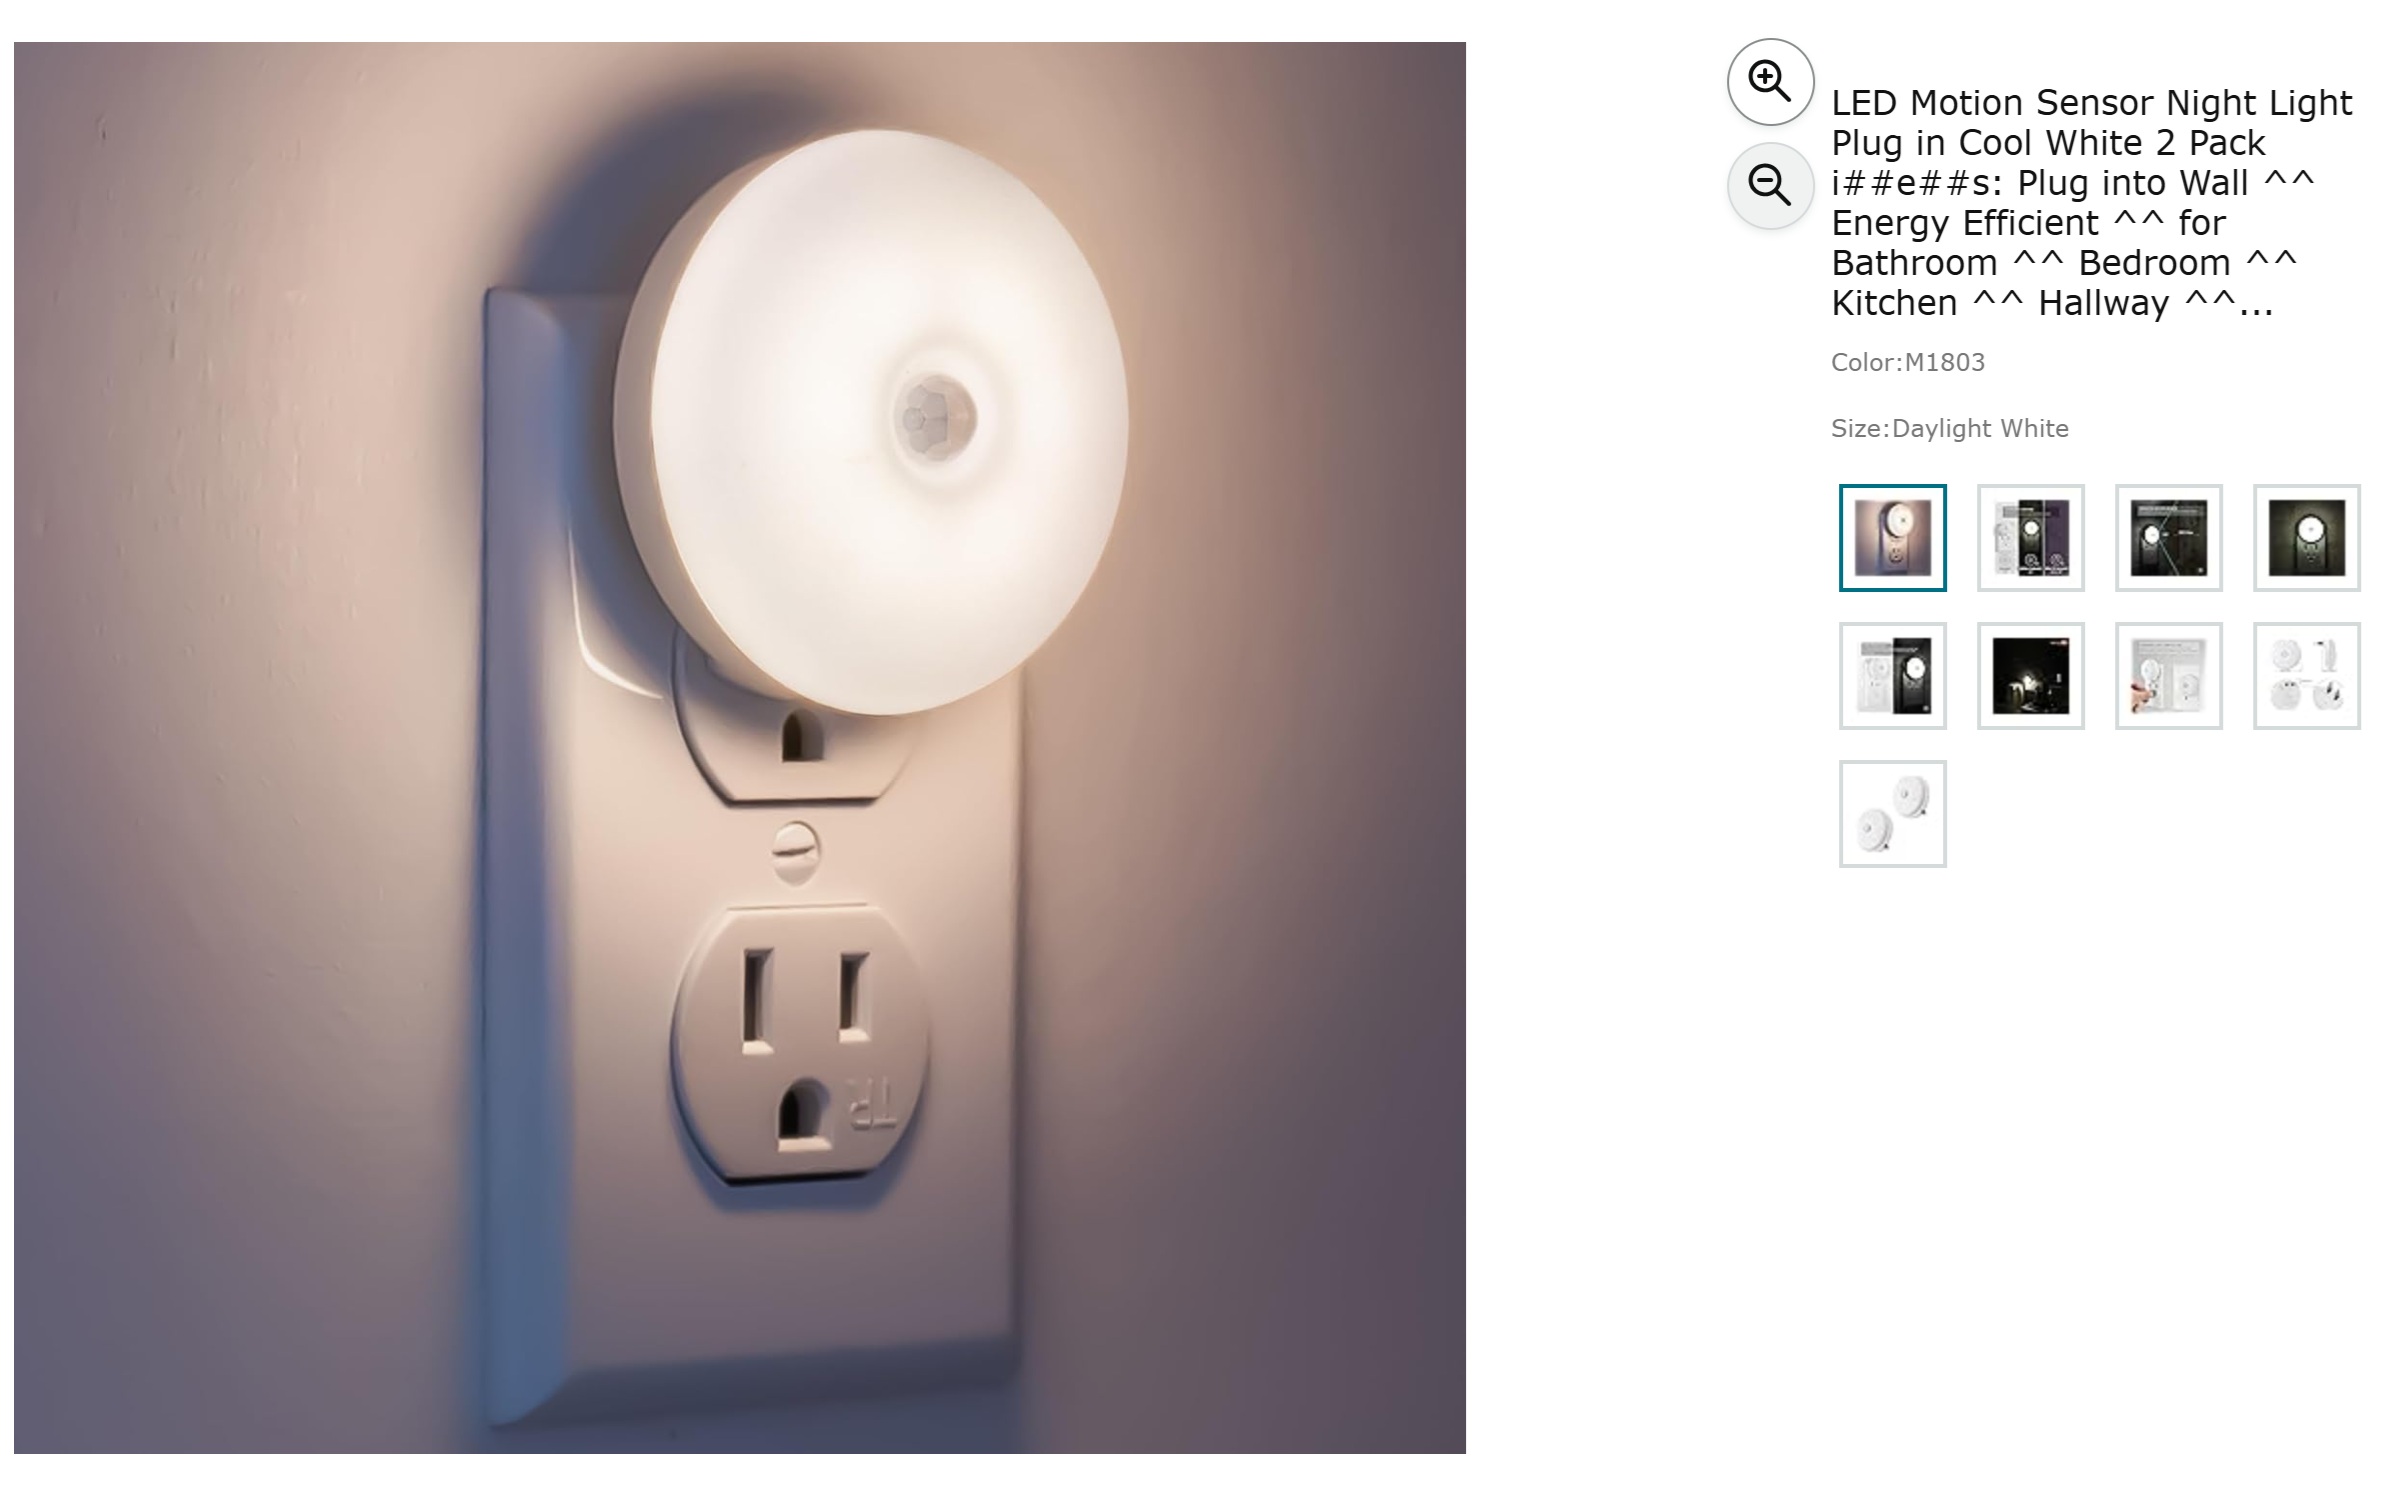 LED Motion Sensor Night Light
Plug in Cool White 2 Pack
i##e##s: Plug into Wall ^^
Energy Efficient ^^ for
Bathroom ^^ Bedroom ^^
Kitchen ^^ Hallway ^^...
Color:M1803
Size:Daylight White
TR